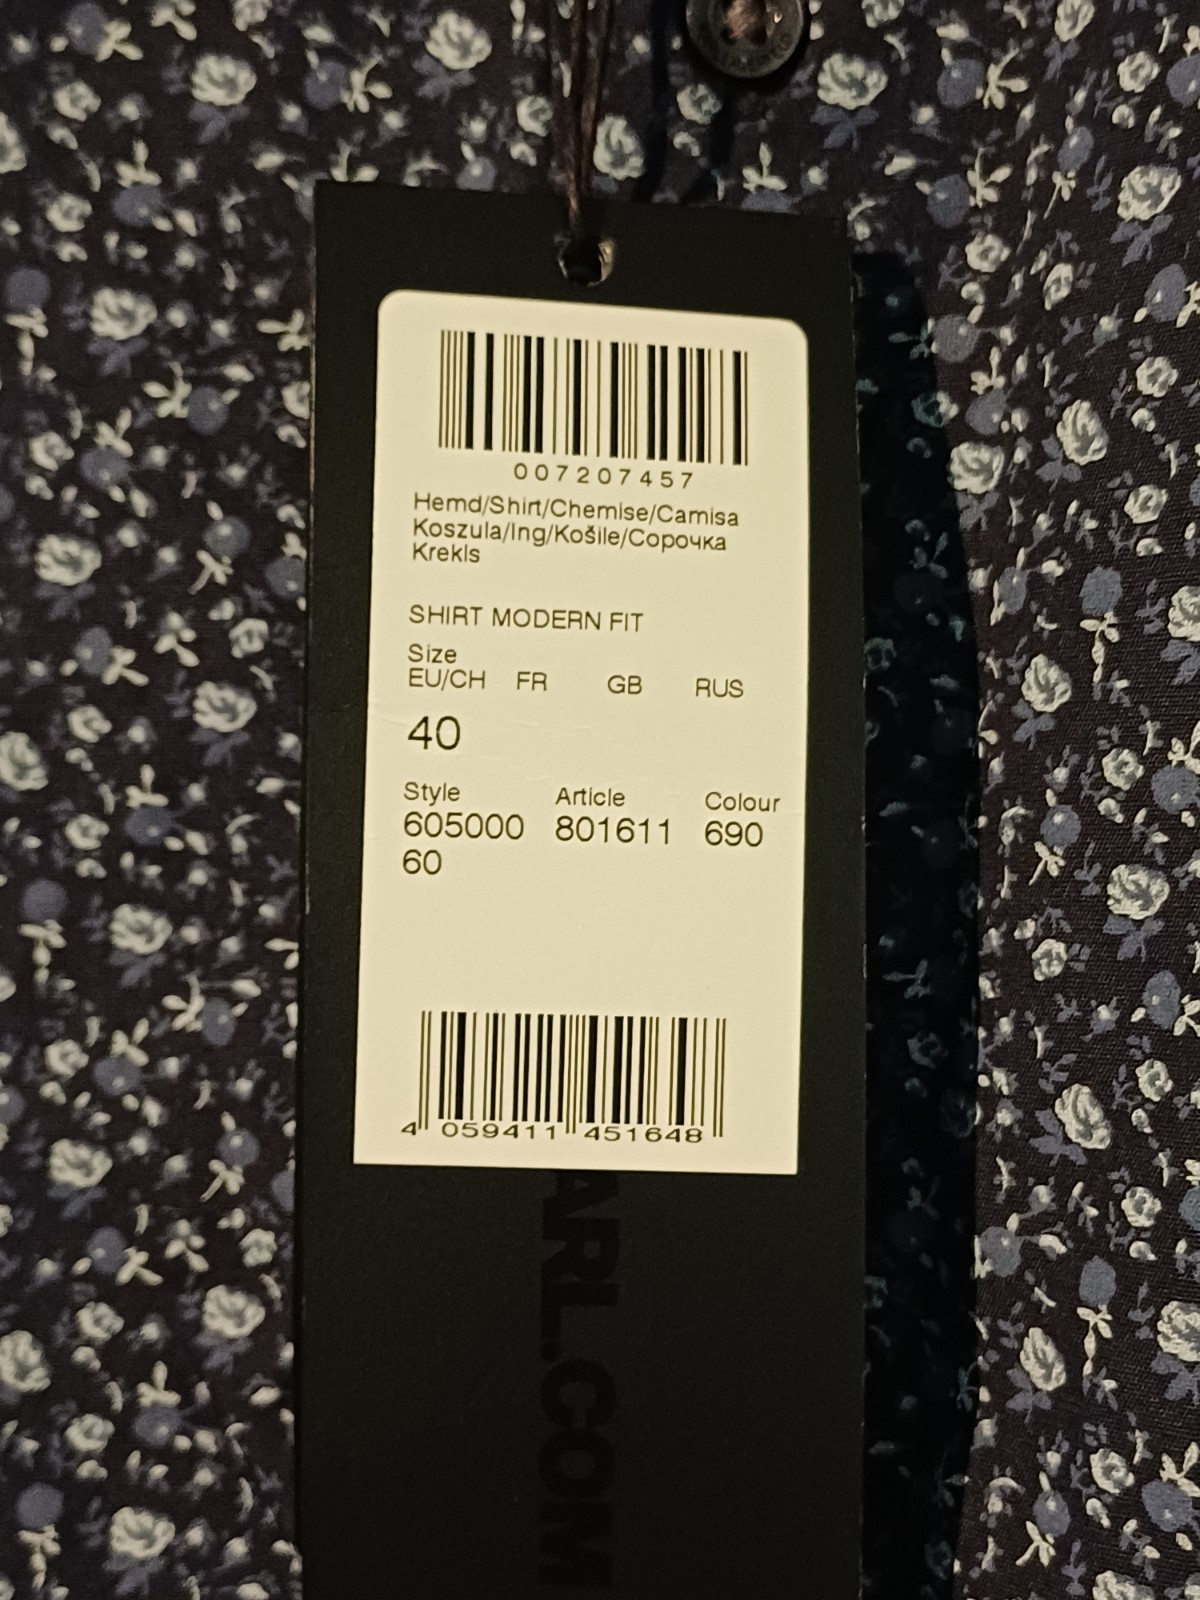 007207457
Hemd/Shirt/Chemise/Camisa
Koszula/Ing/Košile/Сорочка
Krekls
SHIRT MODERN FIT
Size
EU/CH FR GB RUS
40
Style Article Colour
605000 801611 690
60
4 059411 451648
ARL.COM